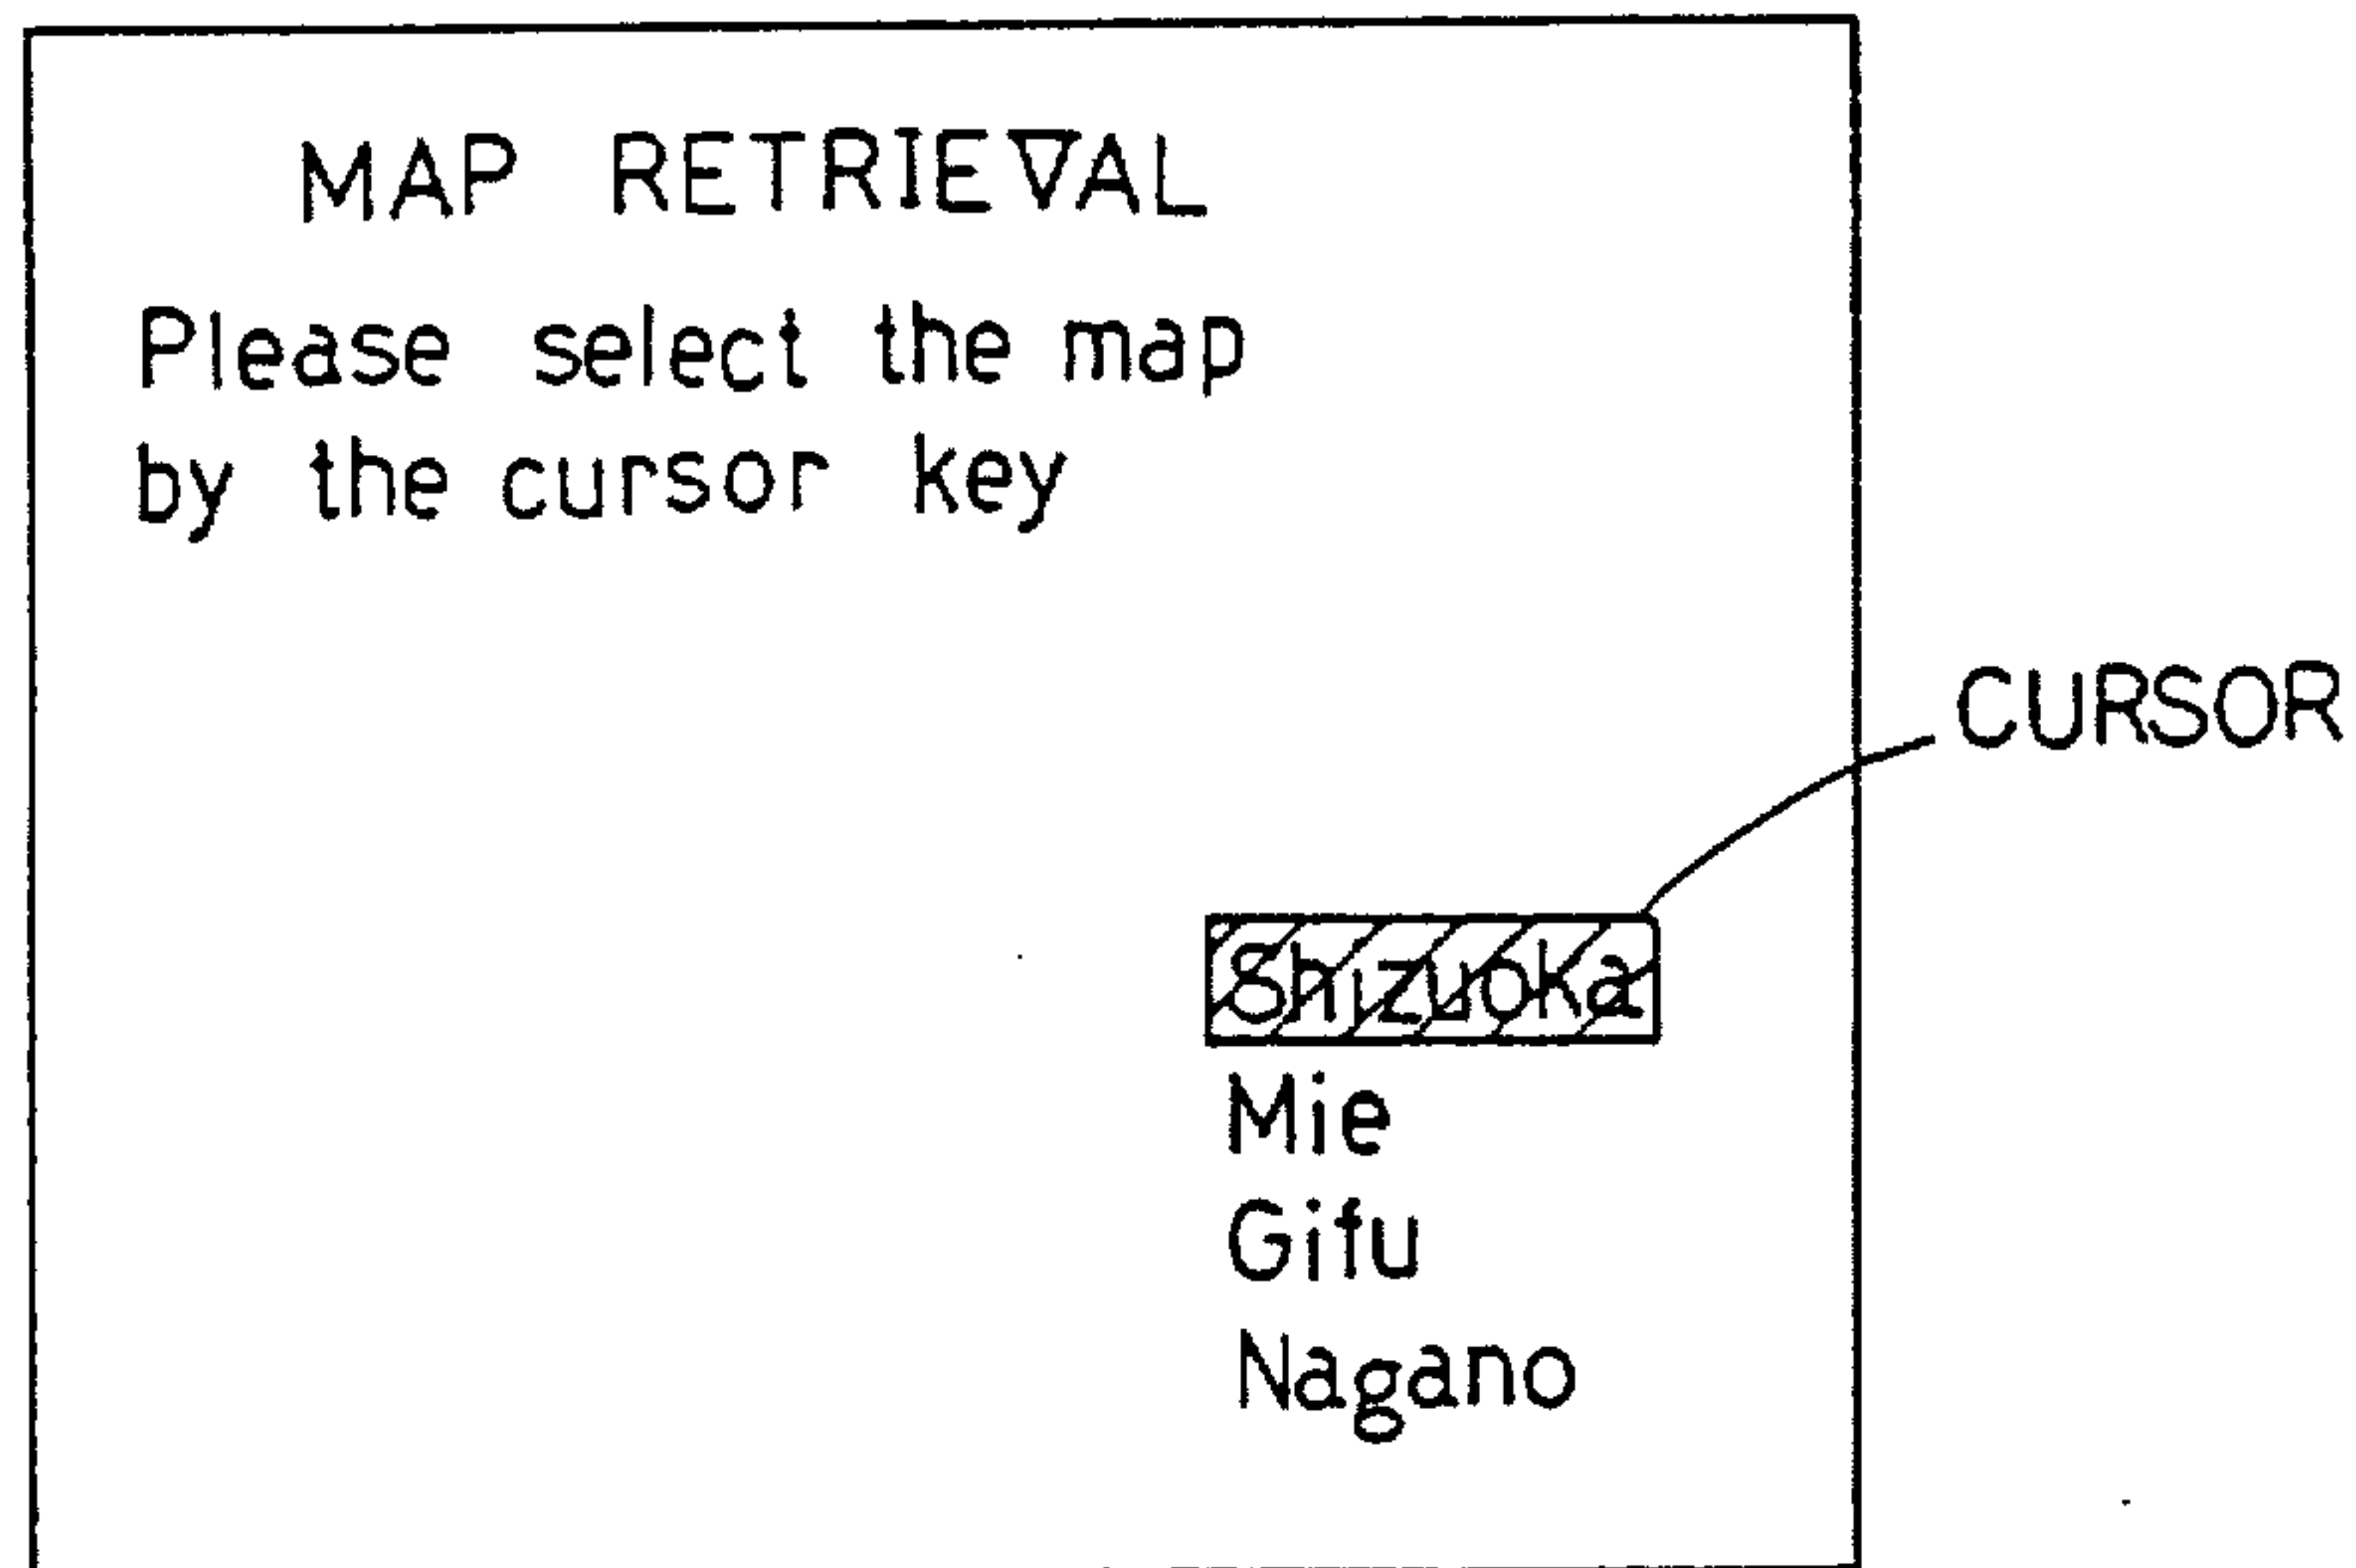 MAP RETRIEVAL
Please select the map
by the cursor key
CURSOR
Shizuoka
Mie
Gifu
Nagano